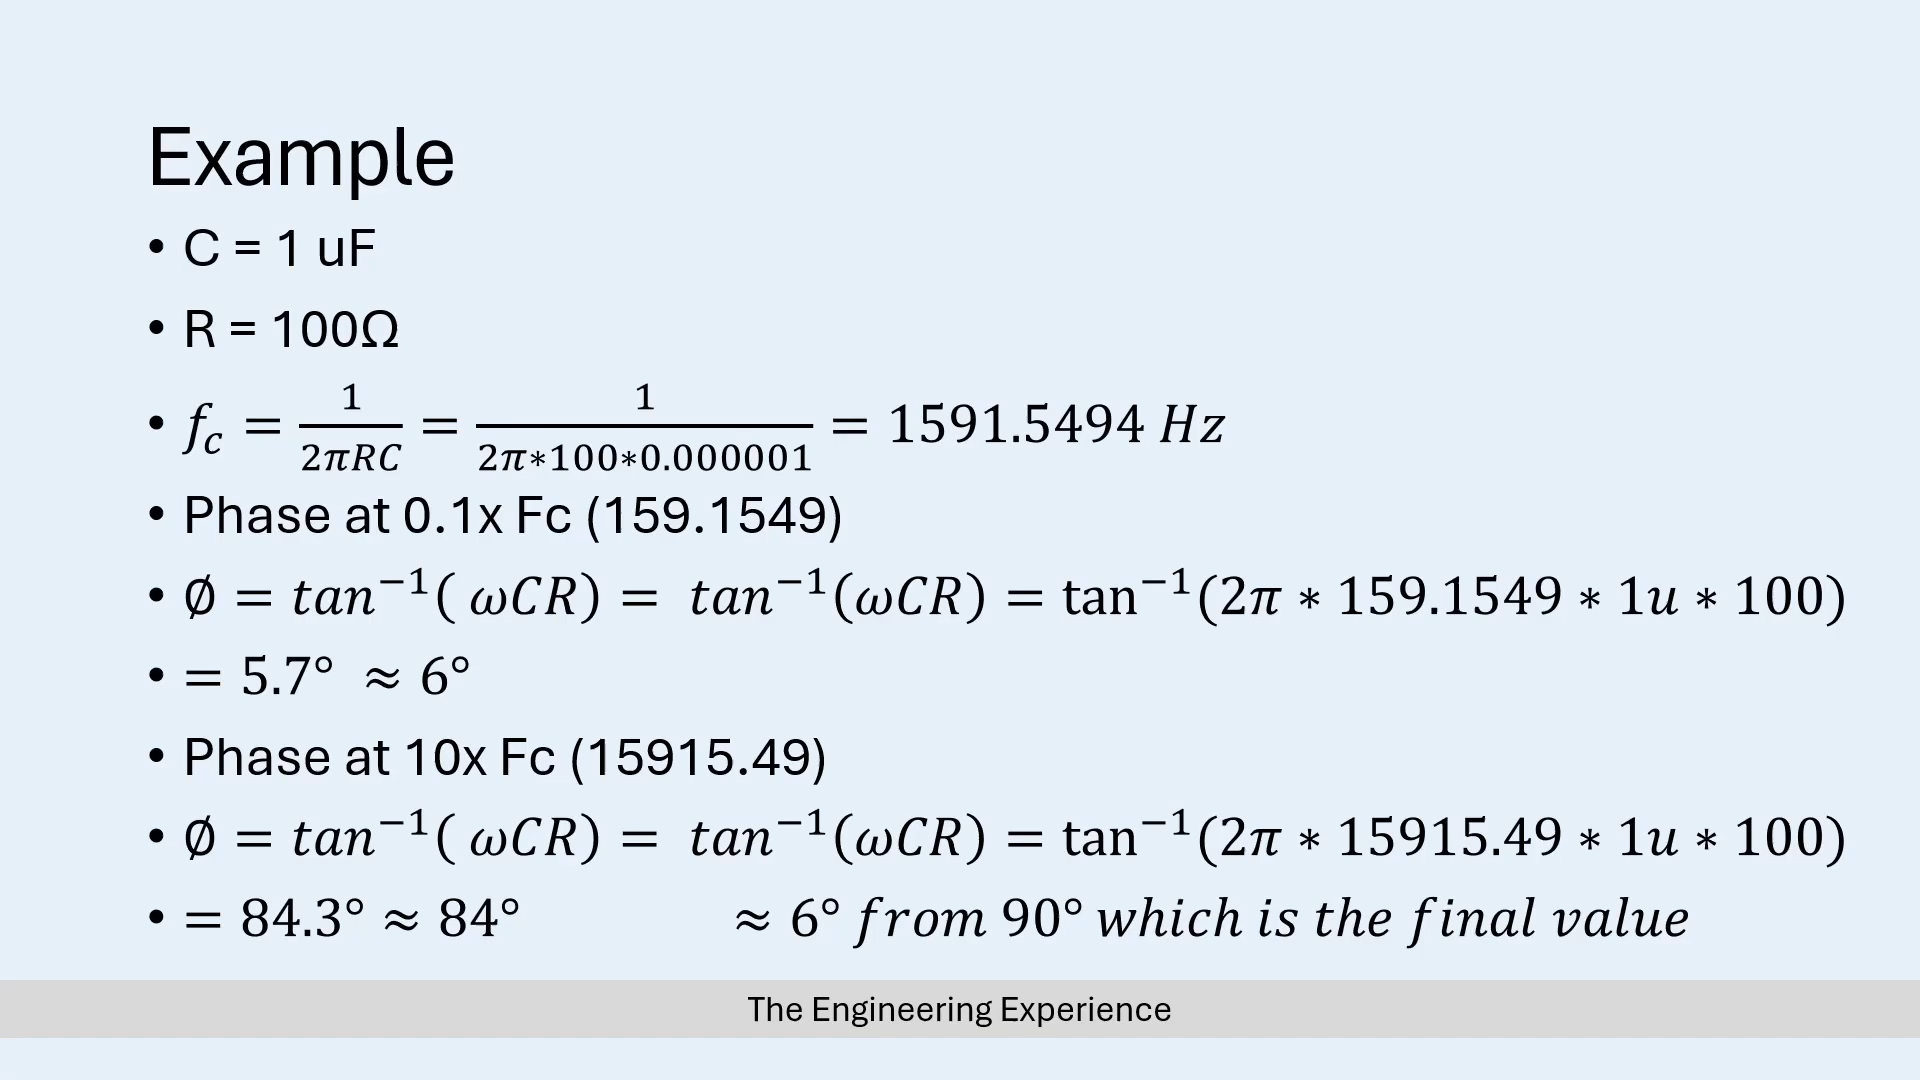 Example
• C = 1 uF
• R = 100Ω
• f_c = 1/(2πRC) = 1/(2π∗100∗0.000001) = 1591.5494 Hz
• Phase at 0.1x Fc (159.1549)
• ∅ = tan⁻¹( ωCR) = tan⁻¹(ωCR) = tan⁻¹(2π ∗ 159.1549 ∗ 1u ∗ 100)
• = 5.7° ≈ 6°
• Phase at 10x Fc (15915.49)
• ∅ = tan⁻¹( ωCR) = tan⁻¹(ωCR) = tan⁻¹(2π ∗ 15915.49 ∗ 1u ∗ 100)
• = 84.3° ≈ 84° ≈ 6° from 90° which is the final value
The Engineering Experience